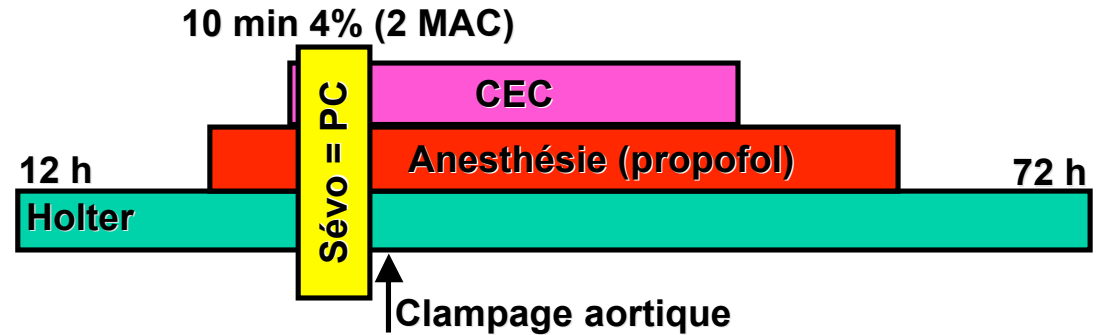 10 min 4% (2 MAC)
CEC
Sévo = PC
Anesthésie (propofol)
12 h
72 h
Holter
Clampage aortique